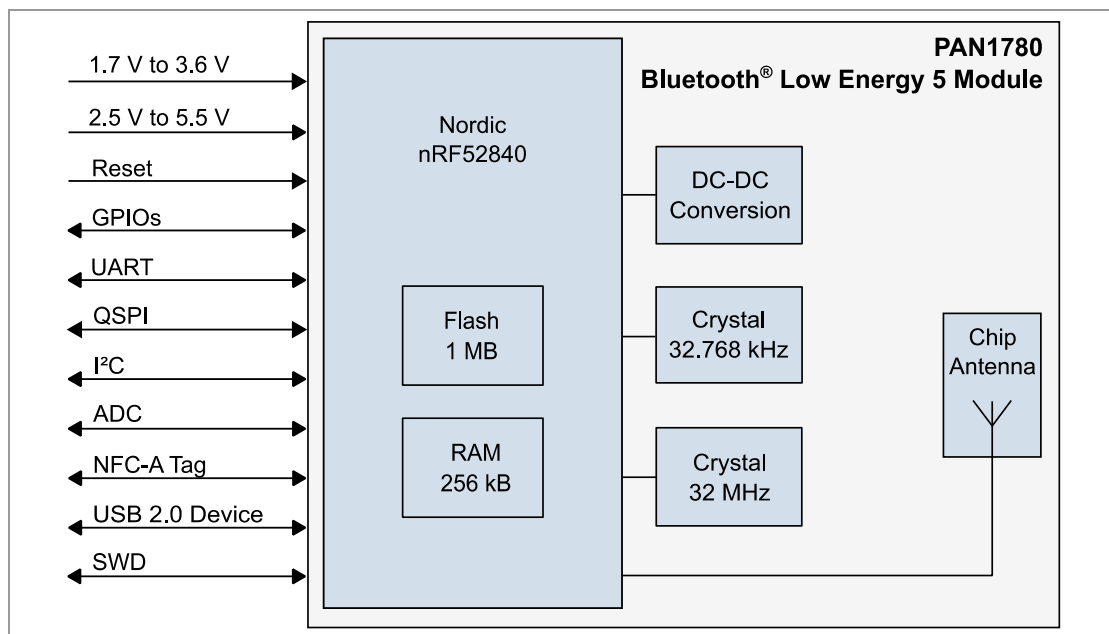 PAN1780
Bluetooth® Low Energy 5 Module
1.7 V to 3.6 V
2.5 V to 5.5 V
Reset
GPIOs
UART
QSPI
I²C
ADC
NFC-A Tag
USB 2.0 Device
SWD
Nordic
nRF52840
Flash
1 MB
RAM
256 kB
DC-DC
Conversion
Crystal
32.768 kHz
Crystal
32 MHz
Chip
Antenna